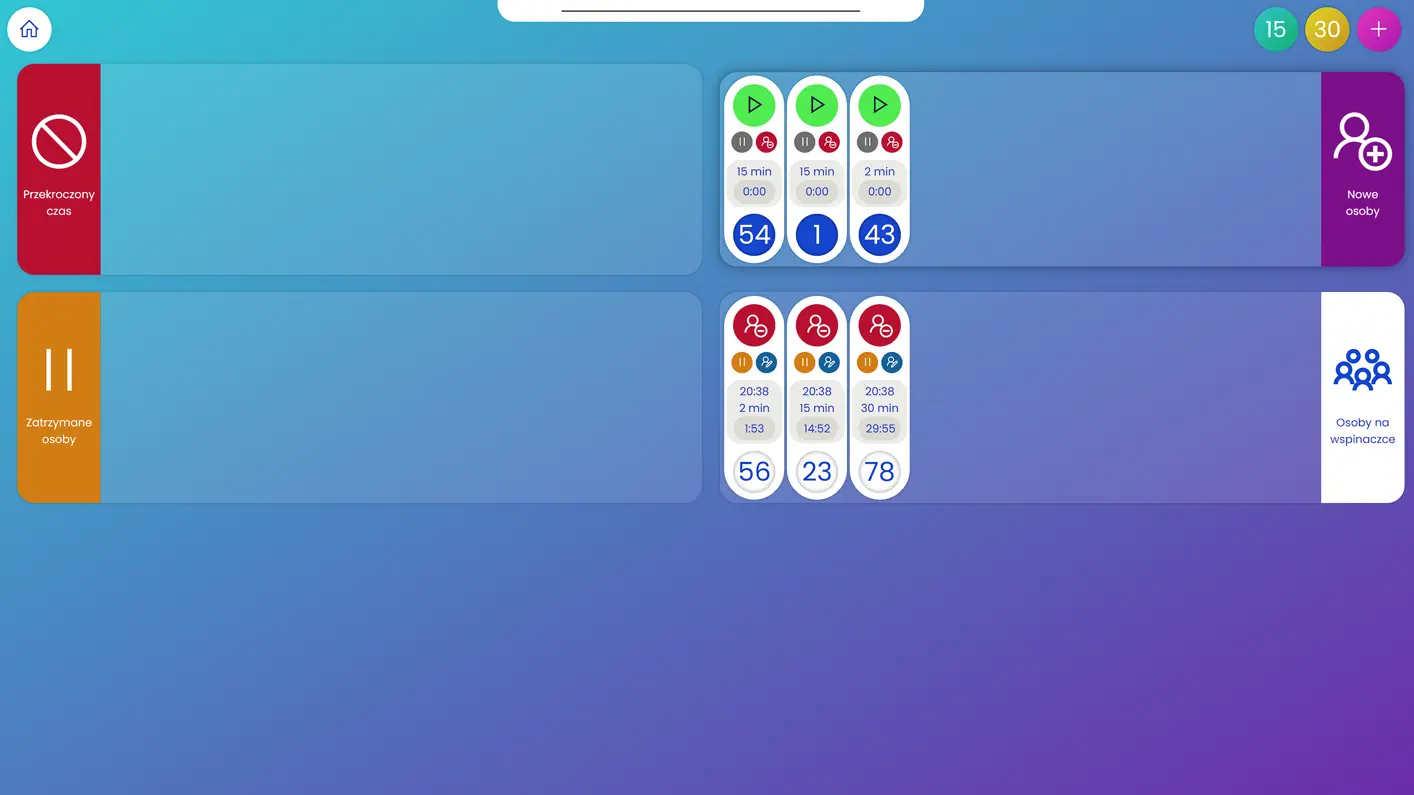 15 30
Przekroczony
czas
15 min 15 min 2 min
0:00 0:00 0:00
54 1 43
Nowe
osoby
Zatrzymane
osoby
20:38 20:38 20:38
2 min 15 min 30 min
1:53 14:52 29:55
56 23 78
Osoby na
wspinaczce